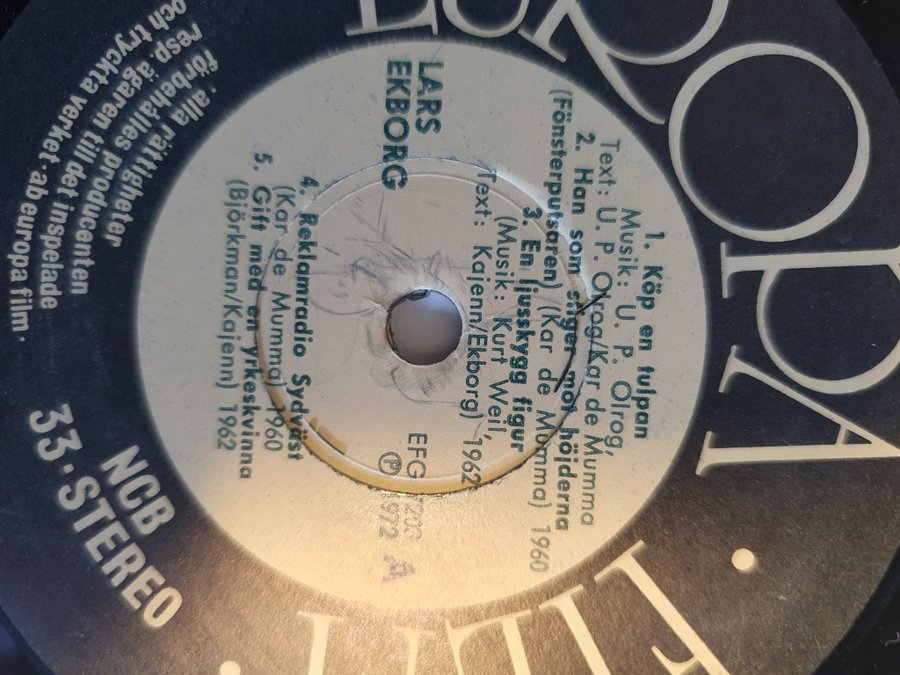 EUROPA
FILM
LARS
EKBORG
1. Köp en tulpan
Musik: U. P. Olrog,
Text: U. P. Olrog/Kar de Mumma
2. Han som stiger mot höjderna
(Fönsterputsaren) (Kar de Mumma) 1960
3. En ljusskygg figur
(Musik: Kurt Weil,
Text: Kajenn/Ekborg) 1962
EFG 7203
Ⓟ 1972 A
4. Reklamradio Sydväst
(Kar de Mumma) 1960
5. Gift med en yrkeskvinna
(Björkman/Kajenn) 1962
alla rättigheter
förbehålles producenten
resp ägaren till det inspelade
och tryckta verket·ab europa film·
NCB
33·STEREO